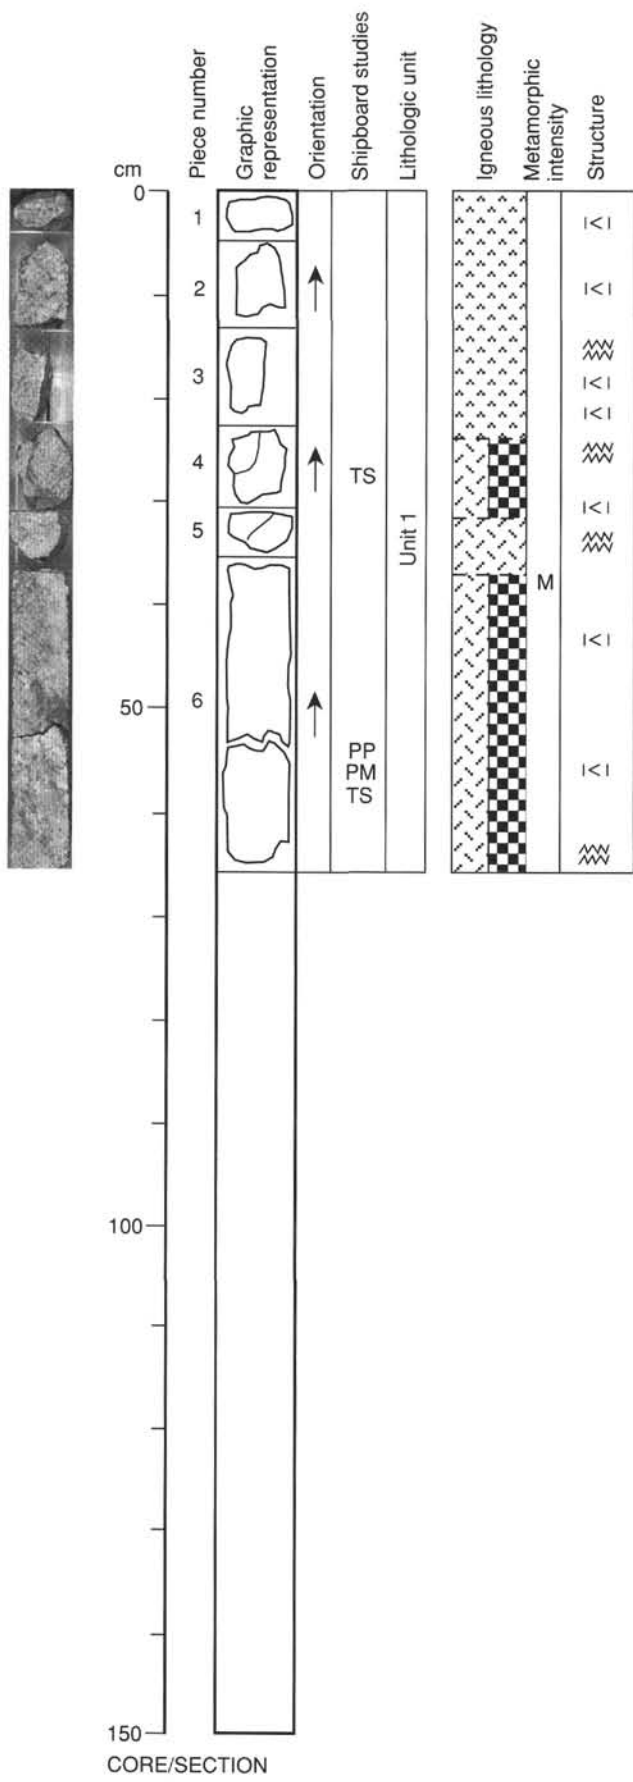 cm
Piece number
Graphic
representation
Orientation
Shipboard studies
Lithologic unit
Igneous lithology
Metamorphic
intensity
Structure
0
1
2
3
4
TS
5
Unit 1
M
50
6
PP
PM
TS
100
150
CORE/SECTION